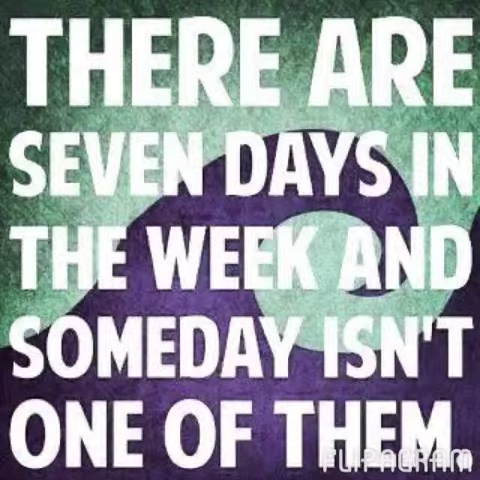 THERE ARE
SEVEN DAYS IN
THE WEEK AND
SOMEDAY ISN'T
ONE OF THEM
FLIPAGRAM